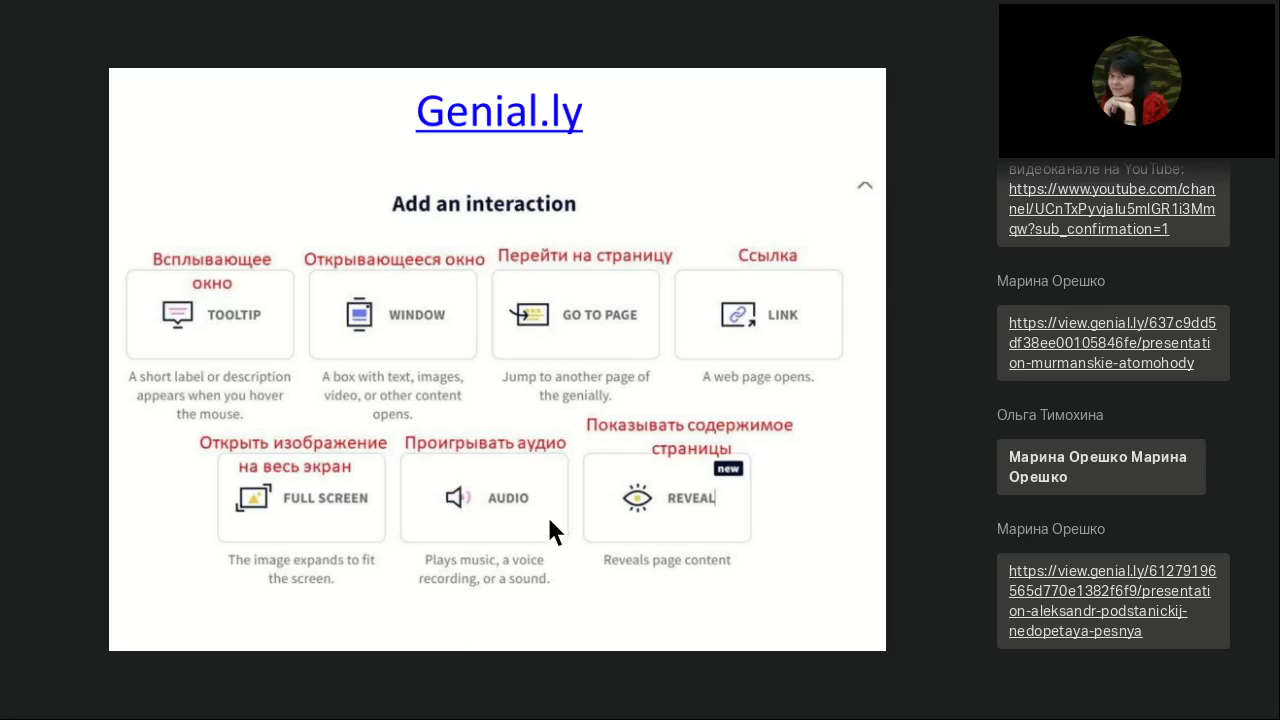 Genial.ly
Add an interaction
Всплывающее
окно
Открывающееся окно
Перейти на страницу
Ссылка
TOOLTIP
WINDOW
GO TO PAGE
LINK
A short label or description
appears when you hover
the mouse.
A box with text, images,
video, or other content
opens.
Jump to another page of
the genially.
A web page opens.
Открыть изображение
на весь экран
Проигрывать аудио
Показывать содержимое
страницы
new
FULL SCREEN
AUDIO
REVEAL
The image expands to fit
the screen.
Plays music, a voice
recording, or a sound.
Reveals page content
видеоканале на YouTube:
https://www.youtube.com/chan
nel/UCnTxPyvjalu5mlGR1i3Mm
qw?sub_confirmation=1
Марина Орешко
https://view.genial.ly/637c9dd5
df38ee00105846fe/presentati
on-murmanskie-atomohody
Ольга Тимохина
Марина Орешко Марина
Орешко
Марина Орешко
https://view.genial.ly/61279196
565d770e1382f6f9/presentati
on-aleksandr-podstanickij-
nedopetaya-pesnya